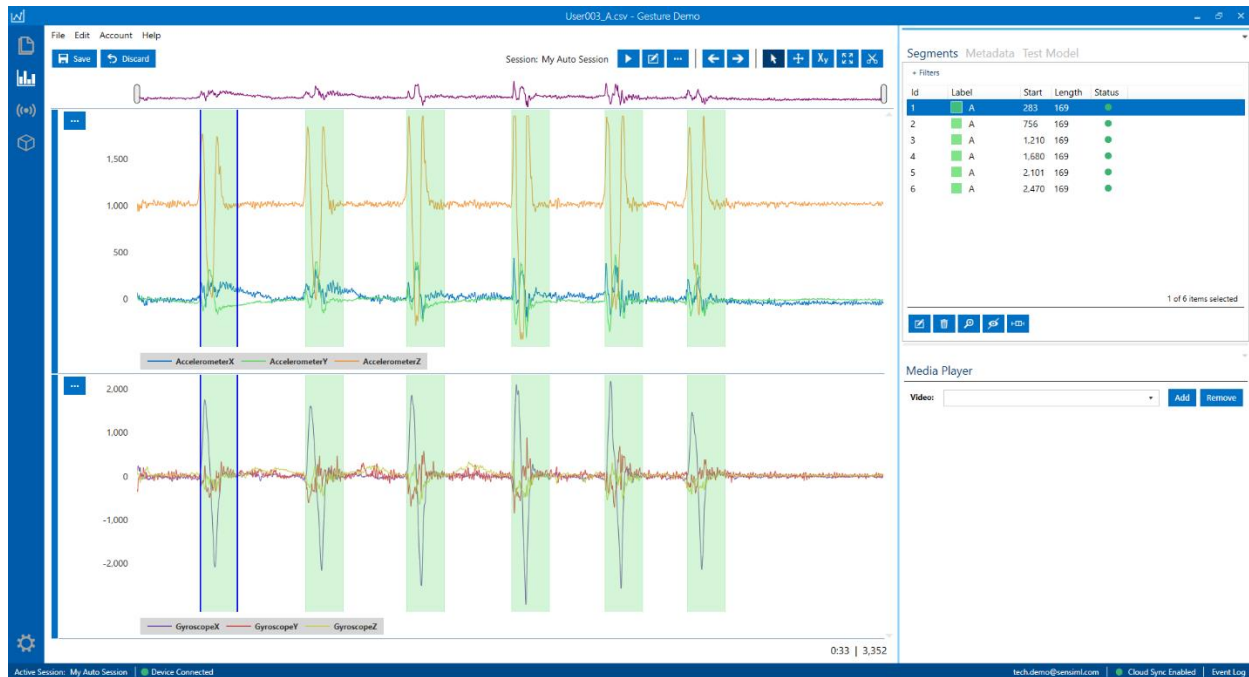 User003_A.csv - Gesture Demo
File Edit Account Help
Save Discard Session: My Auto Session
Segments Metadata Test Model
+ Filters
Id Label Start Length Status
1 A 283 169
2 A 756 169
3 A 1,210 169
4 A 1,680 169
5 A 2,101 169
6 A 2,470 169
1 of 6 items selected
1,500
1,000
500
0
AccelerometerX AccelerometerY AccelerometerZ
Media Player
Video: Add Remove
2,000
1,000
0
-1,000
-2,000
GyroscopeX GyroscopeY GyroscopeZ
0:33 | 3,352
Active Session: My Auto Session Device Connected tech.demo@sensiml.com Cloud Sync Enabled Event Log